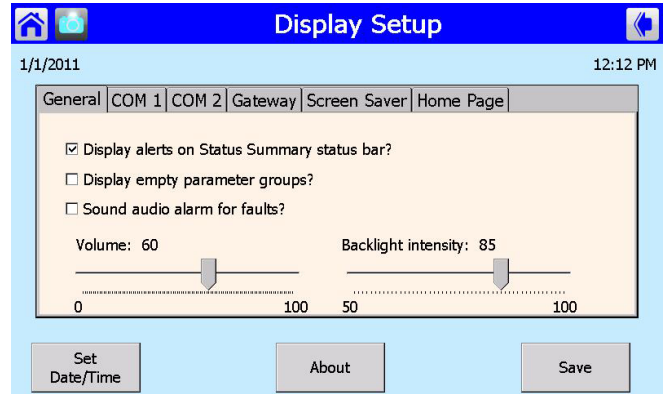 Display Setup
1/1/2011 12:12 PM
General COM 1 COM 2 Gateway Screen Saver Home Page
Display alerts on Status Summary status bar?
Display empty parameter groups?
Sound audio alarm for faults?
Volume: 60 Backlight intensity: 85
0 100 50 100
Set
Date/Time
About
Save